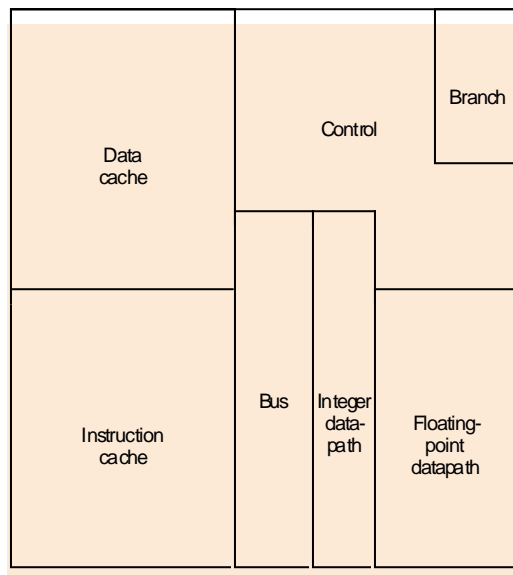 Data
cache
Control
Branch
Instruction
cache
Bus
Integer
data-
path
Floating-
point
datapath